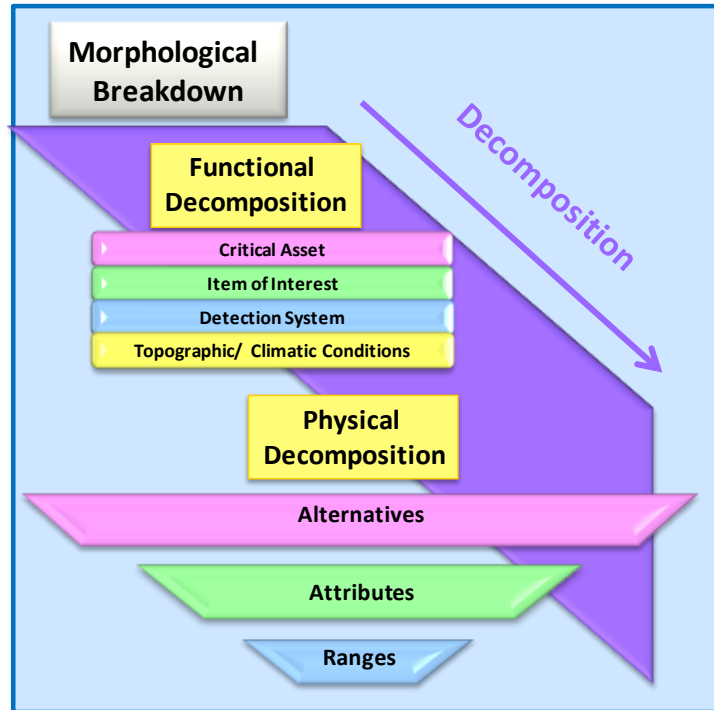 Morphological
Breakdown
Decomposition
Functional
Decomposition
Critical Asset
Item of Interest
Detection System
Topographic/ Climatic Conditions
Physical
Decomposition
Alternatives
Attributes
Ranges